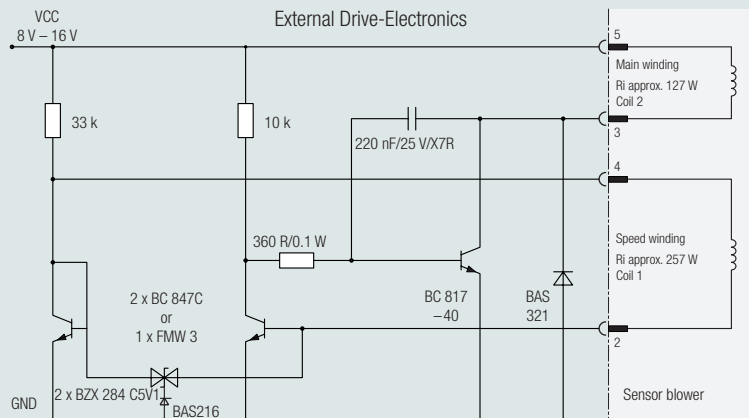 External Drive-Electronics
VCC
8 V – 16 V
33 k
10 k
220 nF/25 V/X7R
360 R/0.1 W
2 x BC 847C
or
1 x FMW 3
BC 817
–40
BAS
321
2 x BZX 284 C5V1
BAS216
GND
5
Main winding
Ri approx. 127 W
Coil 2
3
4
Speed winding
Ri approx. 257 W
Coil 1
2
Sensor blower